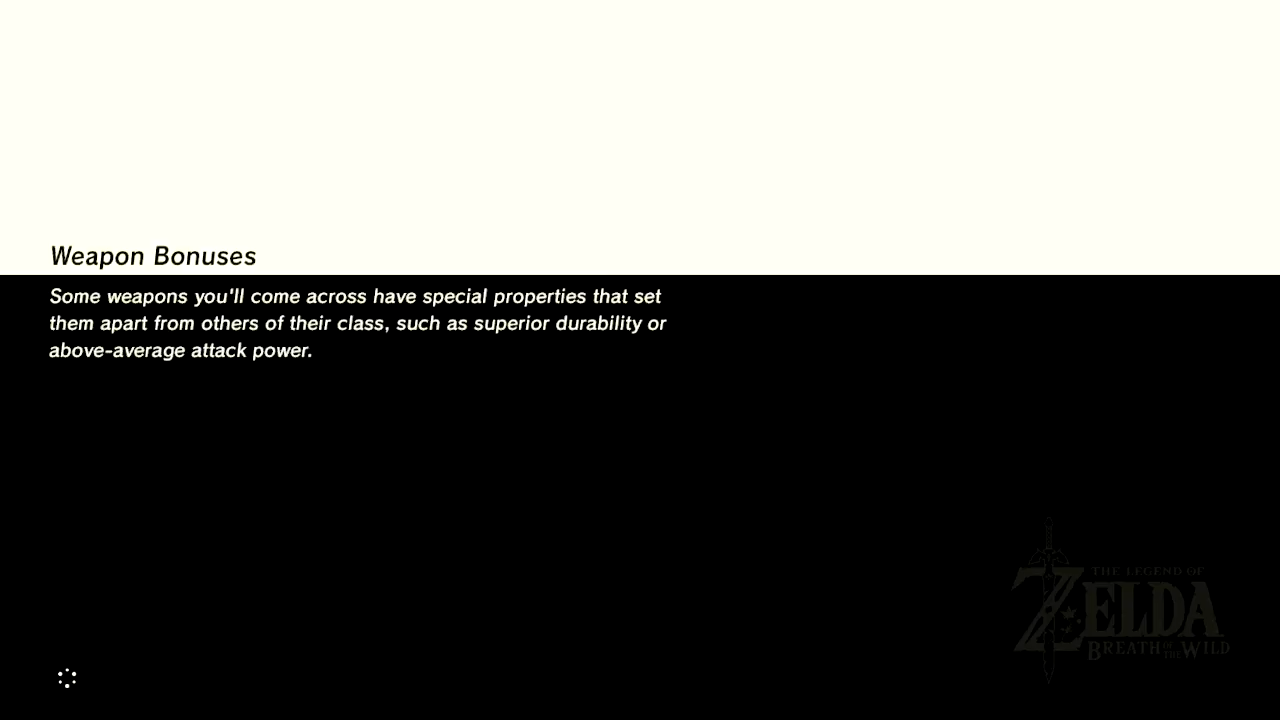 Weapon Bonuses
Some weapons you'll come across have special properties that set
them apart from others of their class, such as superior durability or
above-average attack power.
THE LEGEND OF
ZELDA
BREATH OF THE WILD